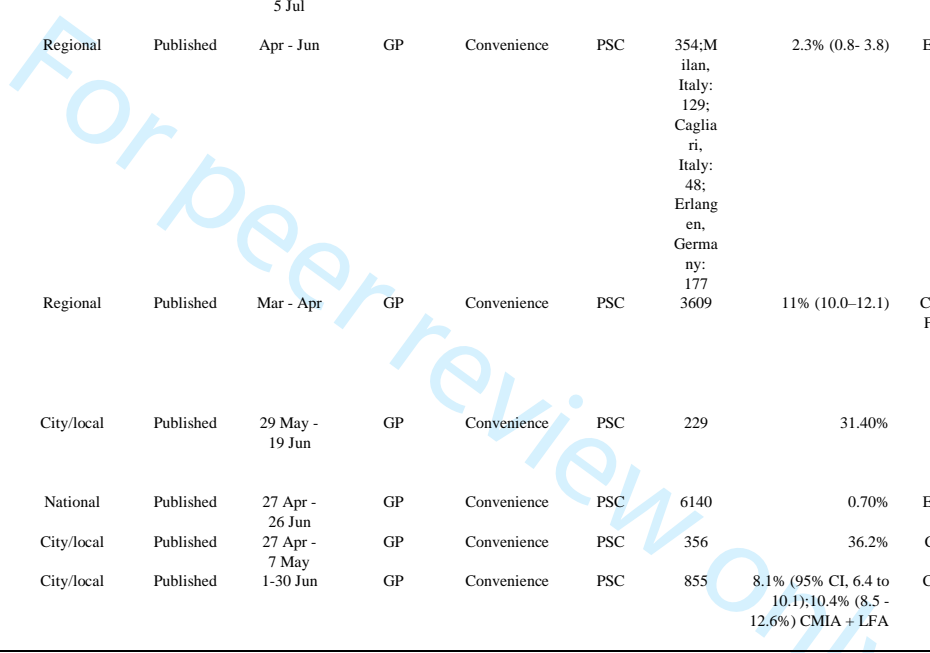 5 Jul
Regional Published Apr - Jun GP Convenience PSC 354;M 2.3% (0.8- 3.8) E
ilan,
Italy:
129;
Caglia
ri,
Italy:
48;
Erlang
en,
Germa
ny:
177
Regional Published Mar - Apr GP Convenience PSC 3609 11% (10.0–12.1) C
F
City/local Published 29 May - GP Convenience PSC 229 31.40%
19 Jun
National Published 27 Apr - GP Convenience PSC 6140 0.70% E
26 Jun
City/local Published 27 Apr - GP Convenience PSC 356 36.2% C
7 May
City/local Published 1-30 Jun GP Convenience PSC 855 8.1% (95% CI, 6.4 to C
10.1);10.4% (8.5 -
12.6%) CMIA + LFA
For peer review only